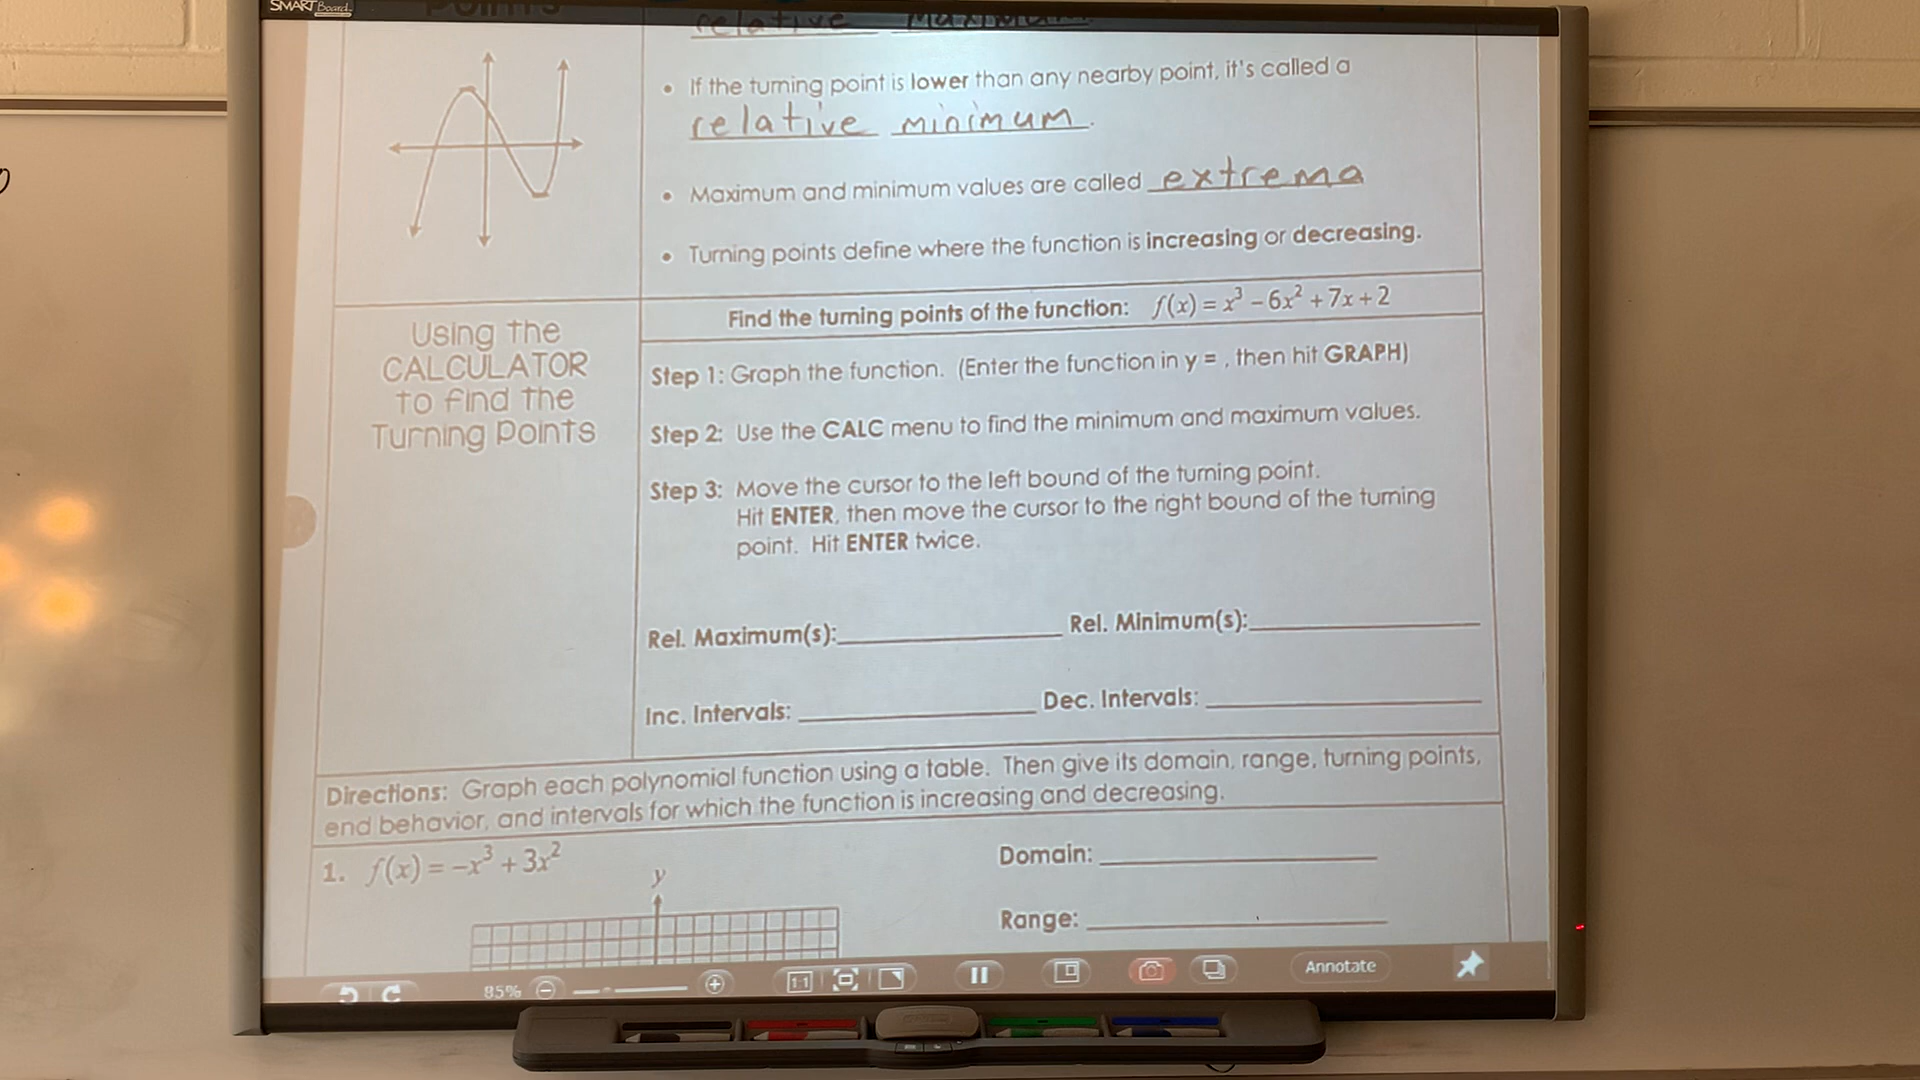 SMART Board
Points
relative maximum
• If the turning point is lower than any nearby point, it's called a
relative minimum.
• Maximum and minimum values are called extrema
• Turning points define where the function is increasing or decreasing.
Using the
CALCULATOR
to find the
Turning Points
Find the turning points of the function: f(x) = x³ – 6x² + 7x + 2
Step 1: Graph the function. (Enter the function in y = , then hit GRAPH)
Step 2: Use the CALC menu to find the minimum and maximum values.
Step 3: Move the cursor to the left bound of the turning point.
Hit ENTER, then move the cursor to the right bound of the turning
point. Hit ENTER twice.
Rel. Maximum(s): Rel. Minimum(s):
Inc. Intervals: Dec. Intervals:
Directions: Graph each polynomial function using a table. Then give its domain, range, turning points,
end behavior, and intervals for which the function is increasing and decreasing.
1. f(x) = –x³ + 3x²
y
Domain:
Range:
85% 1:1 Annotate